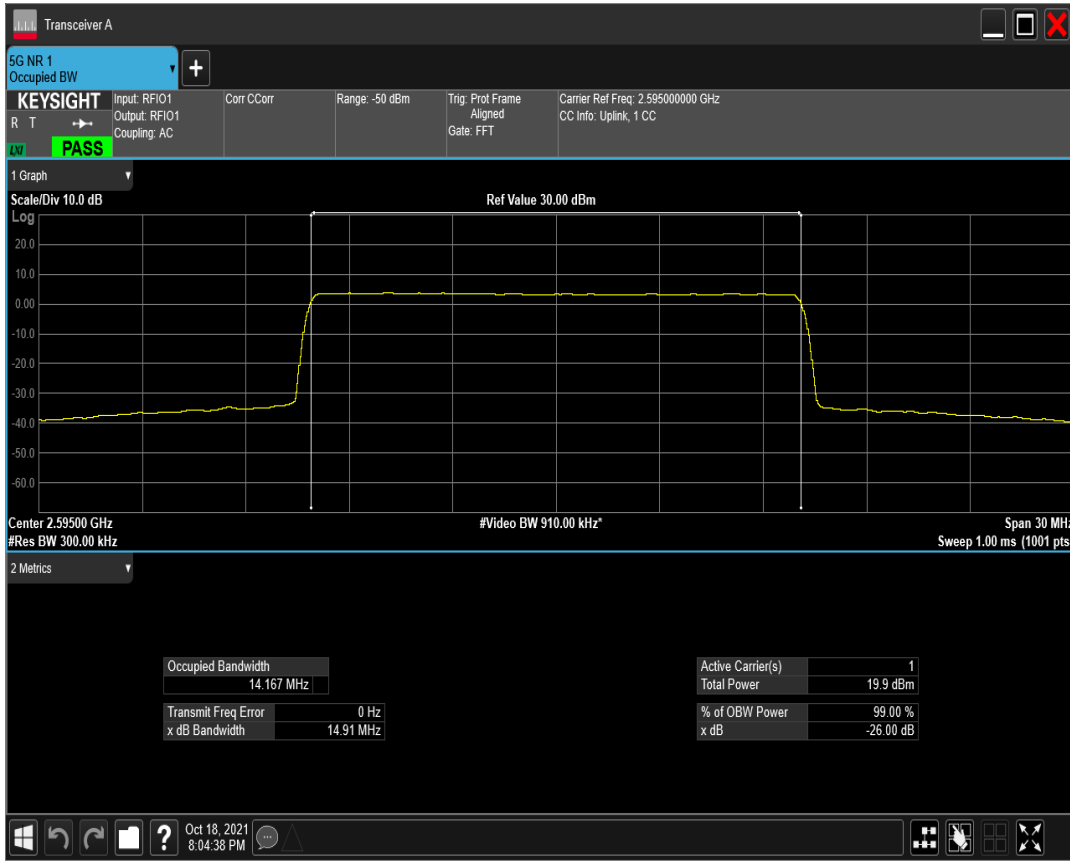 Transceiver A
5G NR 1
Occupied BW
KEYSIGHT
R T
LXI
PASS
Input: RFIO1
Output: RFIO1
Coupling: AC
Corr CCorr
Range: -50 dBm
Trig: Prot Frame
Aligned
Gate: FFT
Carrier Ref Freq: 2.595000000 GHz
CC Info: Uplink, 1 CC
1 Graph
Scale/Div 10.0 dB
Ref Value 30.00 dBm
Log
20.0
10.0
0.00
-10.0
-20.0
-30.0
-40.0
-50.0
-60.0
Center 2.59500 GHz
#Video BW 910.00 kHz*
Span 30 MHz
#Res BW 300.00 kHz
Sweep 1.00 ms (1001 pts
2 Metrics
Occupied Bandwidth
14.167 MHz
Transmit Freq Error 0 Hz
x dB Bandwidth 14.91 MHz
Active Carrier(s) 1
Total Power 19.9 dBm
% of OBW Power 99.00 %
x dB -26.00 dB
?
Oct 18, 2021
8:04:38 PM